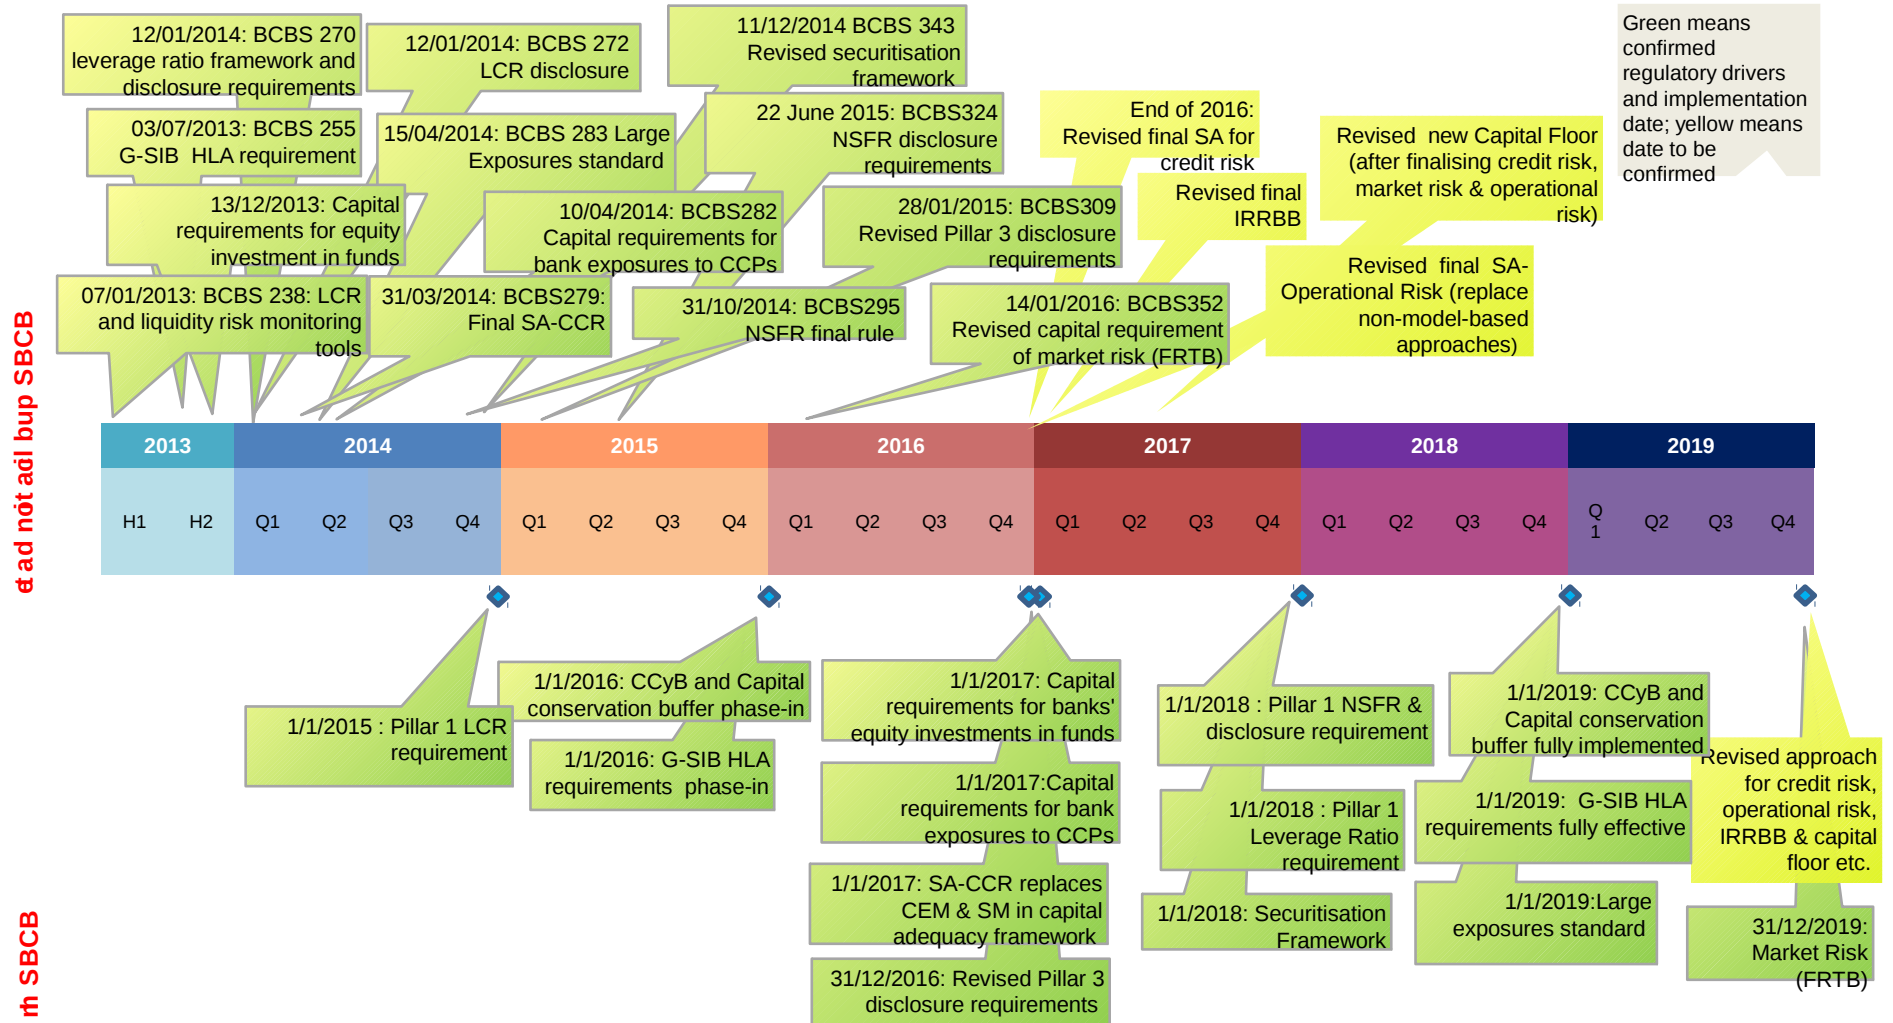 12/01/2014: BCBS 270
leverage ratio framework and
disclosure requirements
12/01/2014: BCBS 272
LCR disclosure
11/12/2014 BCBS 343
Revised securitisation
framework
Green means
confirmed
regulatory drivers
and implementation
date; yellow means
date to be
confirmed
03/07/2013: BCBS 255
G-SIB HLA requirement
15/04/2014: BCBS 283 Large
Exposures standard
22 June 2015: BCBS324
NSFR disclosure
requirements
End of 2016:
Revised final SA for
credit risk
Revised new Capital Floor
(after finalising credit risk,
market risk & operational
risk)
13/12/2013: Capital
requirements for equity
investment in funds
10/04/2014: BCBS282
Capital requirements for
bank exposures to CCPs
28/01/2015: BCBS309
Revised Pillar 3 disclosure
requirements
Revised final
IRRBB
Revised final SA-
Operational Risk (replace
non-model-based
approaches)
07/01/2013: BCBS 238: LCR
and liquidity risk monitoring
tools
31/03/2014: BCBS279:
Final SA-CCR
31/10/2014: BCBS295
NSFR final rule
14/01/2016: BCBS352
Revised capital requirement
of market risk (FRTB)
2013 2014 2015 2016 2017 2018 2019
H1 H2 Q1 Q2 Q3 Q4 Q1 Q2 Q3 Q4 Q1 Q2 Q3 Q4 Q1 Q2 Q3 Q4 Q1 Q2 Q3 Q4 Q
1 Q2 Q3 Q4
1/1/2015 : Pillar 1 LCR
requirement
1/1/2016: CCyB and Capital
conservation buffer phase-in
1/1/2016: G-SIB HLA
requirements phase-in
1/1/2017: Capital
requirements for banks'
equity investments in funds
1/1/2017:Capital
requirements for bank
exposures to CCPs
1/1/2017: SA-CCR replaces
CEM & SM in capital
adequacy framework
31/12/2016: Revised Pillar 3
disclosure requirements
1/1/2018 : Pillar 1 NSFR &
disclosure requirement
1/1/2018 : Pillar 1
Leverage Ratio
requirement
1/1/2018: Securitisation
Framework
1/1/2019: CCyB and
Capital conservation
buffer fully implemented
1/1/2019: G-SIB HLA
requirements fully effective
1/1/2019:Large
exposures standard
Revised approach
for credit risk,
operational risk,
IRRBB & capital
floor etc.
31/12/2019:
Market Risk
(FRTB)
SBCB
SBCB